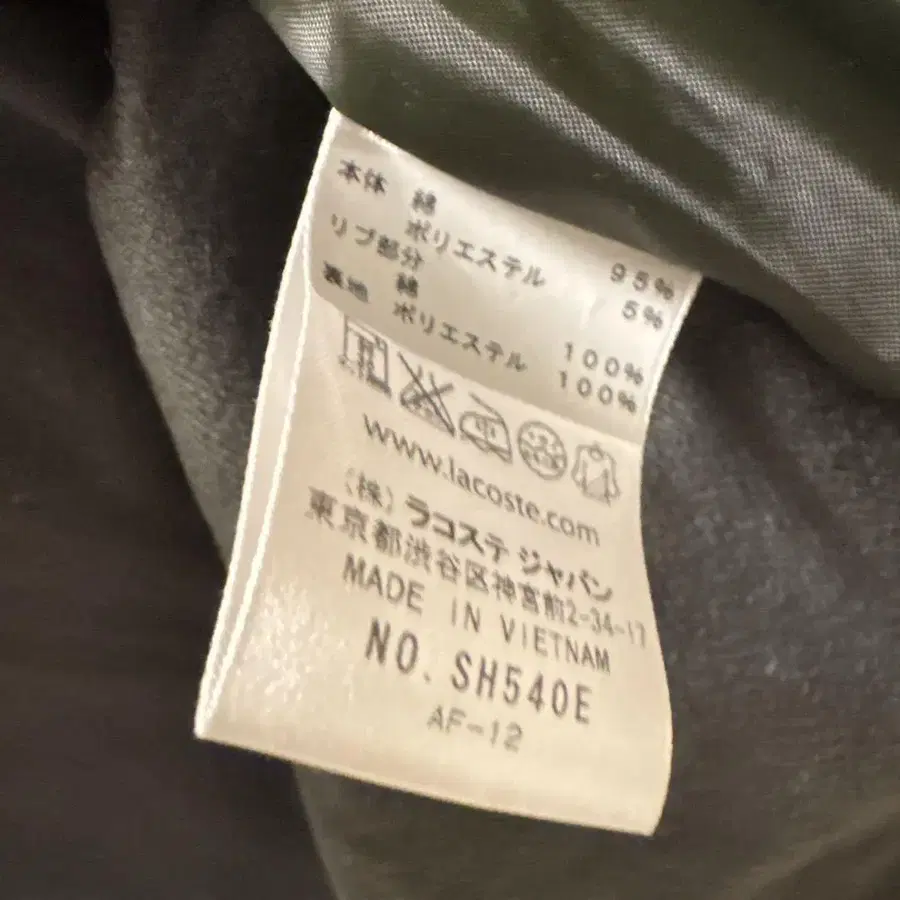 本体 綿 95%
ポリエステル 5%
リブ部分
綿 100%
裏地 ポリエステル 100%
中
www.lacoste.com
(株) ラコステ ジャパン
東京都渋谷区神宮前2-34-17
MADE IN VIETNAM
NO. SH540E
AF-12